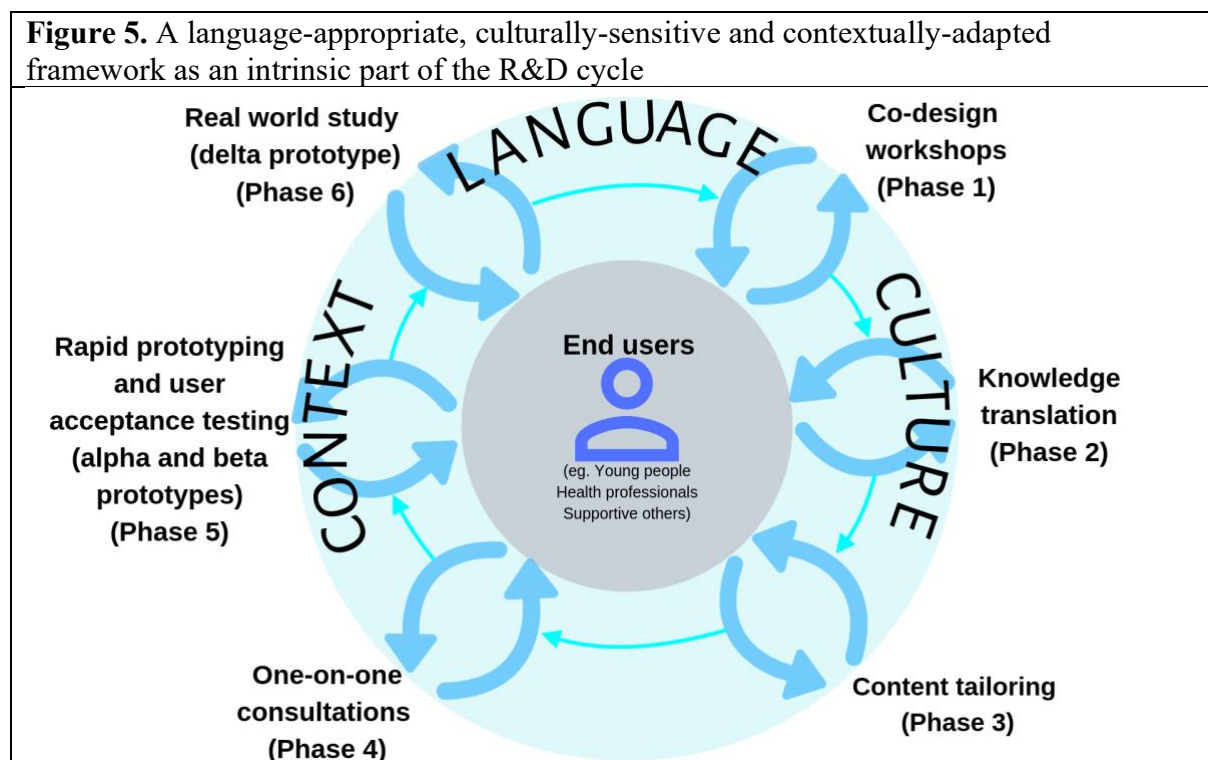 Figure 5. A language-appropriate, culturally-sensitive and contextually-adapted
framework as an intrinsic part of the R&D cycle
LANGUAGE
CULTURE
CONTEXT
Co-design
workshops
(Phase 1)
Knowledge
translation
(Phase 2)
Content tailoring
(Phase 3)
One-on-one
consultations
(Phase 4)
Rapid prototyping
and user
acceptance testing
(alpha and beta
prototypes)
(Phase 5)
Real world study
(delta prototype)
(Phase 6)
End users
(eg. Young people
Health professionals
Supportive others)